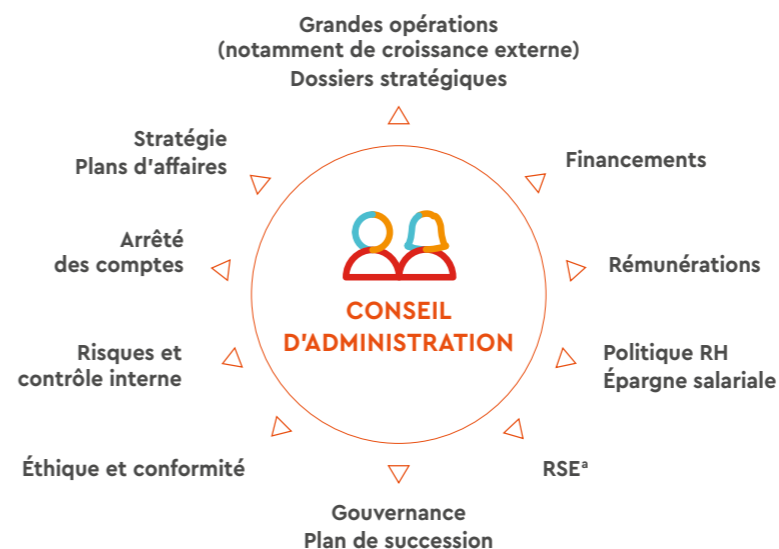 Grandes opérations
(notamment de croissance externe)
Dossiers stratégiques
Stratégie
Plans d'affaires
Financements
Arrêté
des comptes
Rémunérations
CONSEIL
D'ADMINISTRATION
Risques et
contrôle interne
Politique RH
Épargne salariale
Éthique et conformité
RSEª
Gouvernance
Plan de succession